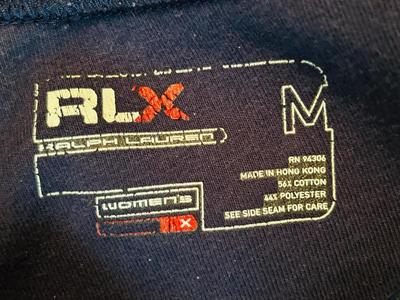 RLX
M
RALPH LAUREN
RN 94306
MADE IN HONG KONG
56% COTTON
44% POLYESTER
SEE SIDE SEAM FOR CARE
WOMEN'S
X